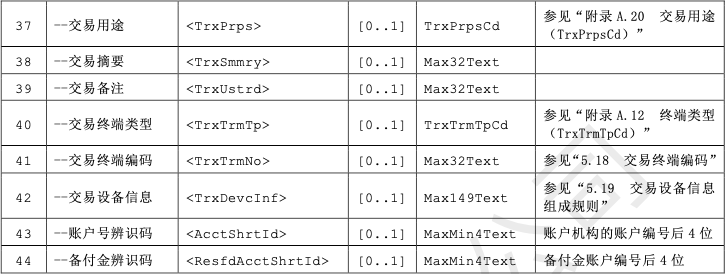 37 --交易用途 <TrxPrps> [0..1] TrxPrpsCd 参见“附录 A.20 交易用途
（TrxPrpsCd）”
38 --交易摘要 <TrxSmmry> [0..1] Max32Text
39 --交易备注 <TrxUstrd> [0..1] Max32Text
40 --交易终端类型 <TrxTrmTp> [0..1] TrxTrmTpCd 参见“附录 A.12 终端类型
（TrxTrmTpCd）”
41 --交易终端编码 <TrxTrmNo> [0..1] Max32Text 参见“5.18 交易终端编码”
42 --交易设备信息 <TrxDevcInf> [0..1] Max149Text 参见“5.19 交易设备信息
组成规则”
43 --账户号辨识码 <AcctShrtId> [0..1] MaxMin4Text 账户机构的账户编号后 4 位
44 --备付金辨识码 <ResfdAcctShrtId> [0..1] MaxMin4Text 备付金账户编号后 4 位
公司